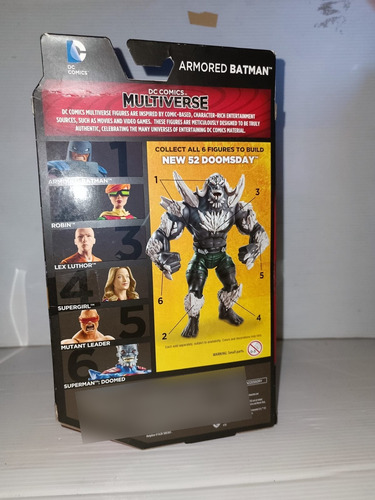 DC
COMICS™
ARMORED BATMAN™
DC COMICS™
MULTIVERSE
DC COMICS MULTIVERSE FIGURES ARE INSPIRED BY COMIC-BASED, CHARACTER-RICH ENTERTAINMENT
SOURCES, SUCH AS MOVIES AND VIDEO GAMES. THESE FIGURES ARE METICULOUSLY DESIGNED TO BE TRULY
AUTHENTIC, CELEBRATING THE MANY UNIVERSES OF ENTERTAINING DC COMICS MATERIAL.
1
ARMORED BATMAN™
ROBIN™
3
LEX LUTHOR™
4
SUPERGIRL™
5
MUTANT LEADER
6
SUPERMAN™: DOOMED
COLLECT ALL 6 FIGURES TO BUILD
NEW 52 DOOMSDAY™
1
3
5
6
2
4
WARNING: